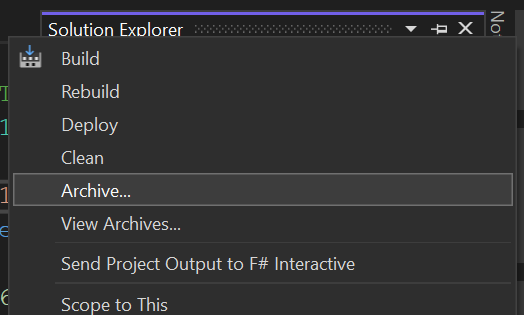 Solution Explorer
Build
Rebuild
Deploy
Clean
Archive...
View Archives...
Send Project Output to F# Interactive
Scope to This